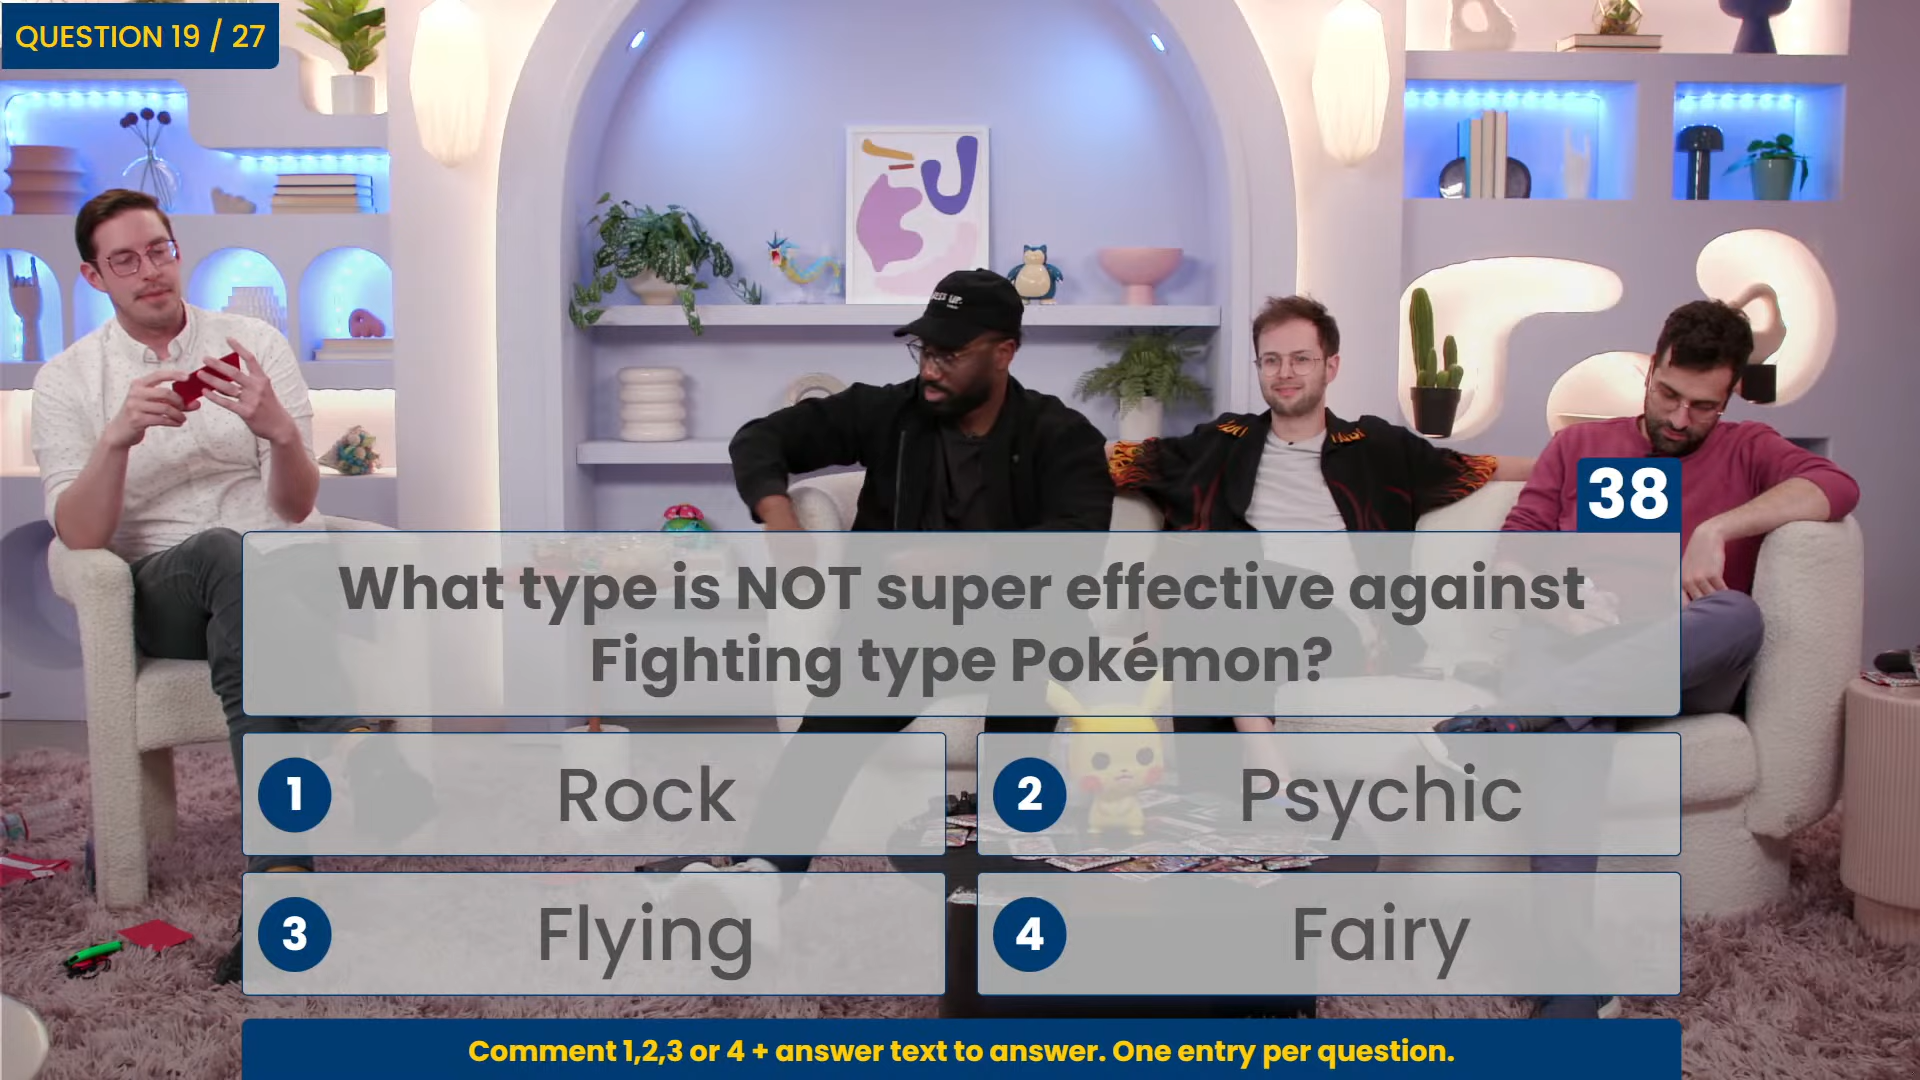 QUESTION 19 / 27
38
What type is NOT super effective against
Fighting type Pokémon?
1 Rock
2 Psychic
3 Flying
4 Fairy
Comment 1,2,3 or 4 + answer text to answer. One entry per question.